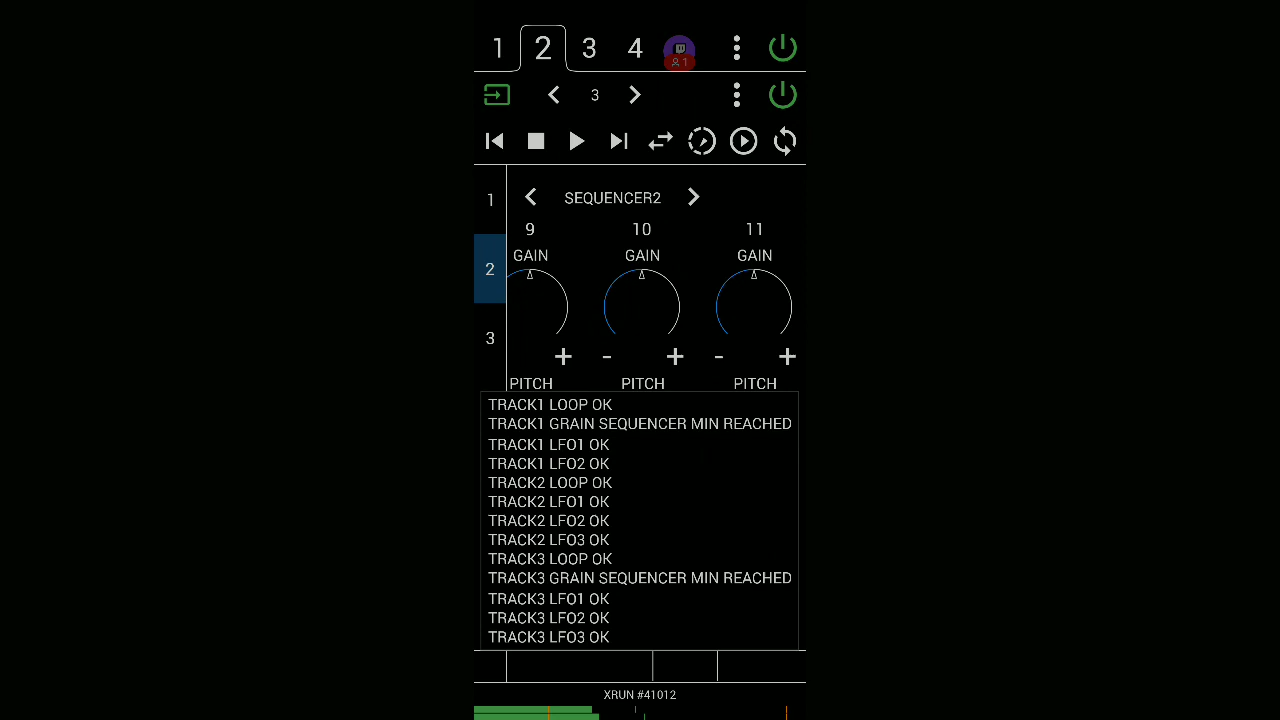 1 2 3 4
1
3
1
SEQUENCER2
9 10 11
GAIN GAIN GAIN
2
3
+ - + - +
PITCH PITCH PITCH
TRACK1 LOOP OK
TRACK1 GRAIN SEQUENCER MIN REACHED
TRACK1 LFO1 OK
TRACK1 LFO2 OK
TRACK2 LOOP OK
TRACK2 LFO1 OK
TRACK2 LFO2 OK
TRACK2 LFO3 OK
TRACK3 LOOP OK
TRACK3 GRAIN SEQUENCER MIN REACHED
TRACK3 LFO1 OK
TRACK3 LFO2 OK
TRACK3 LFO3 OK
XRUN #41012